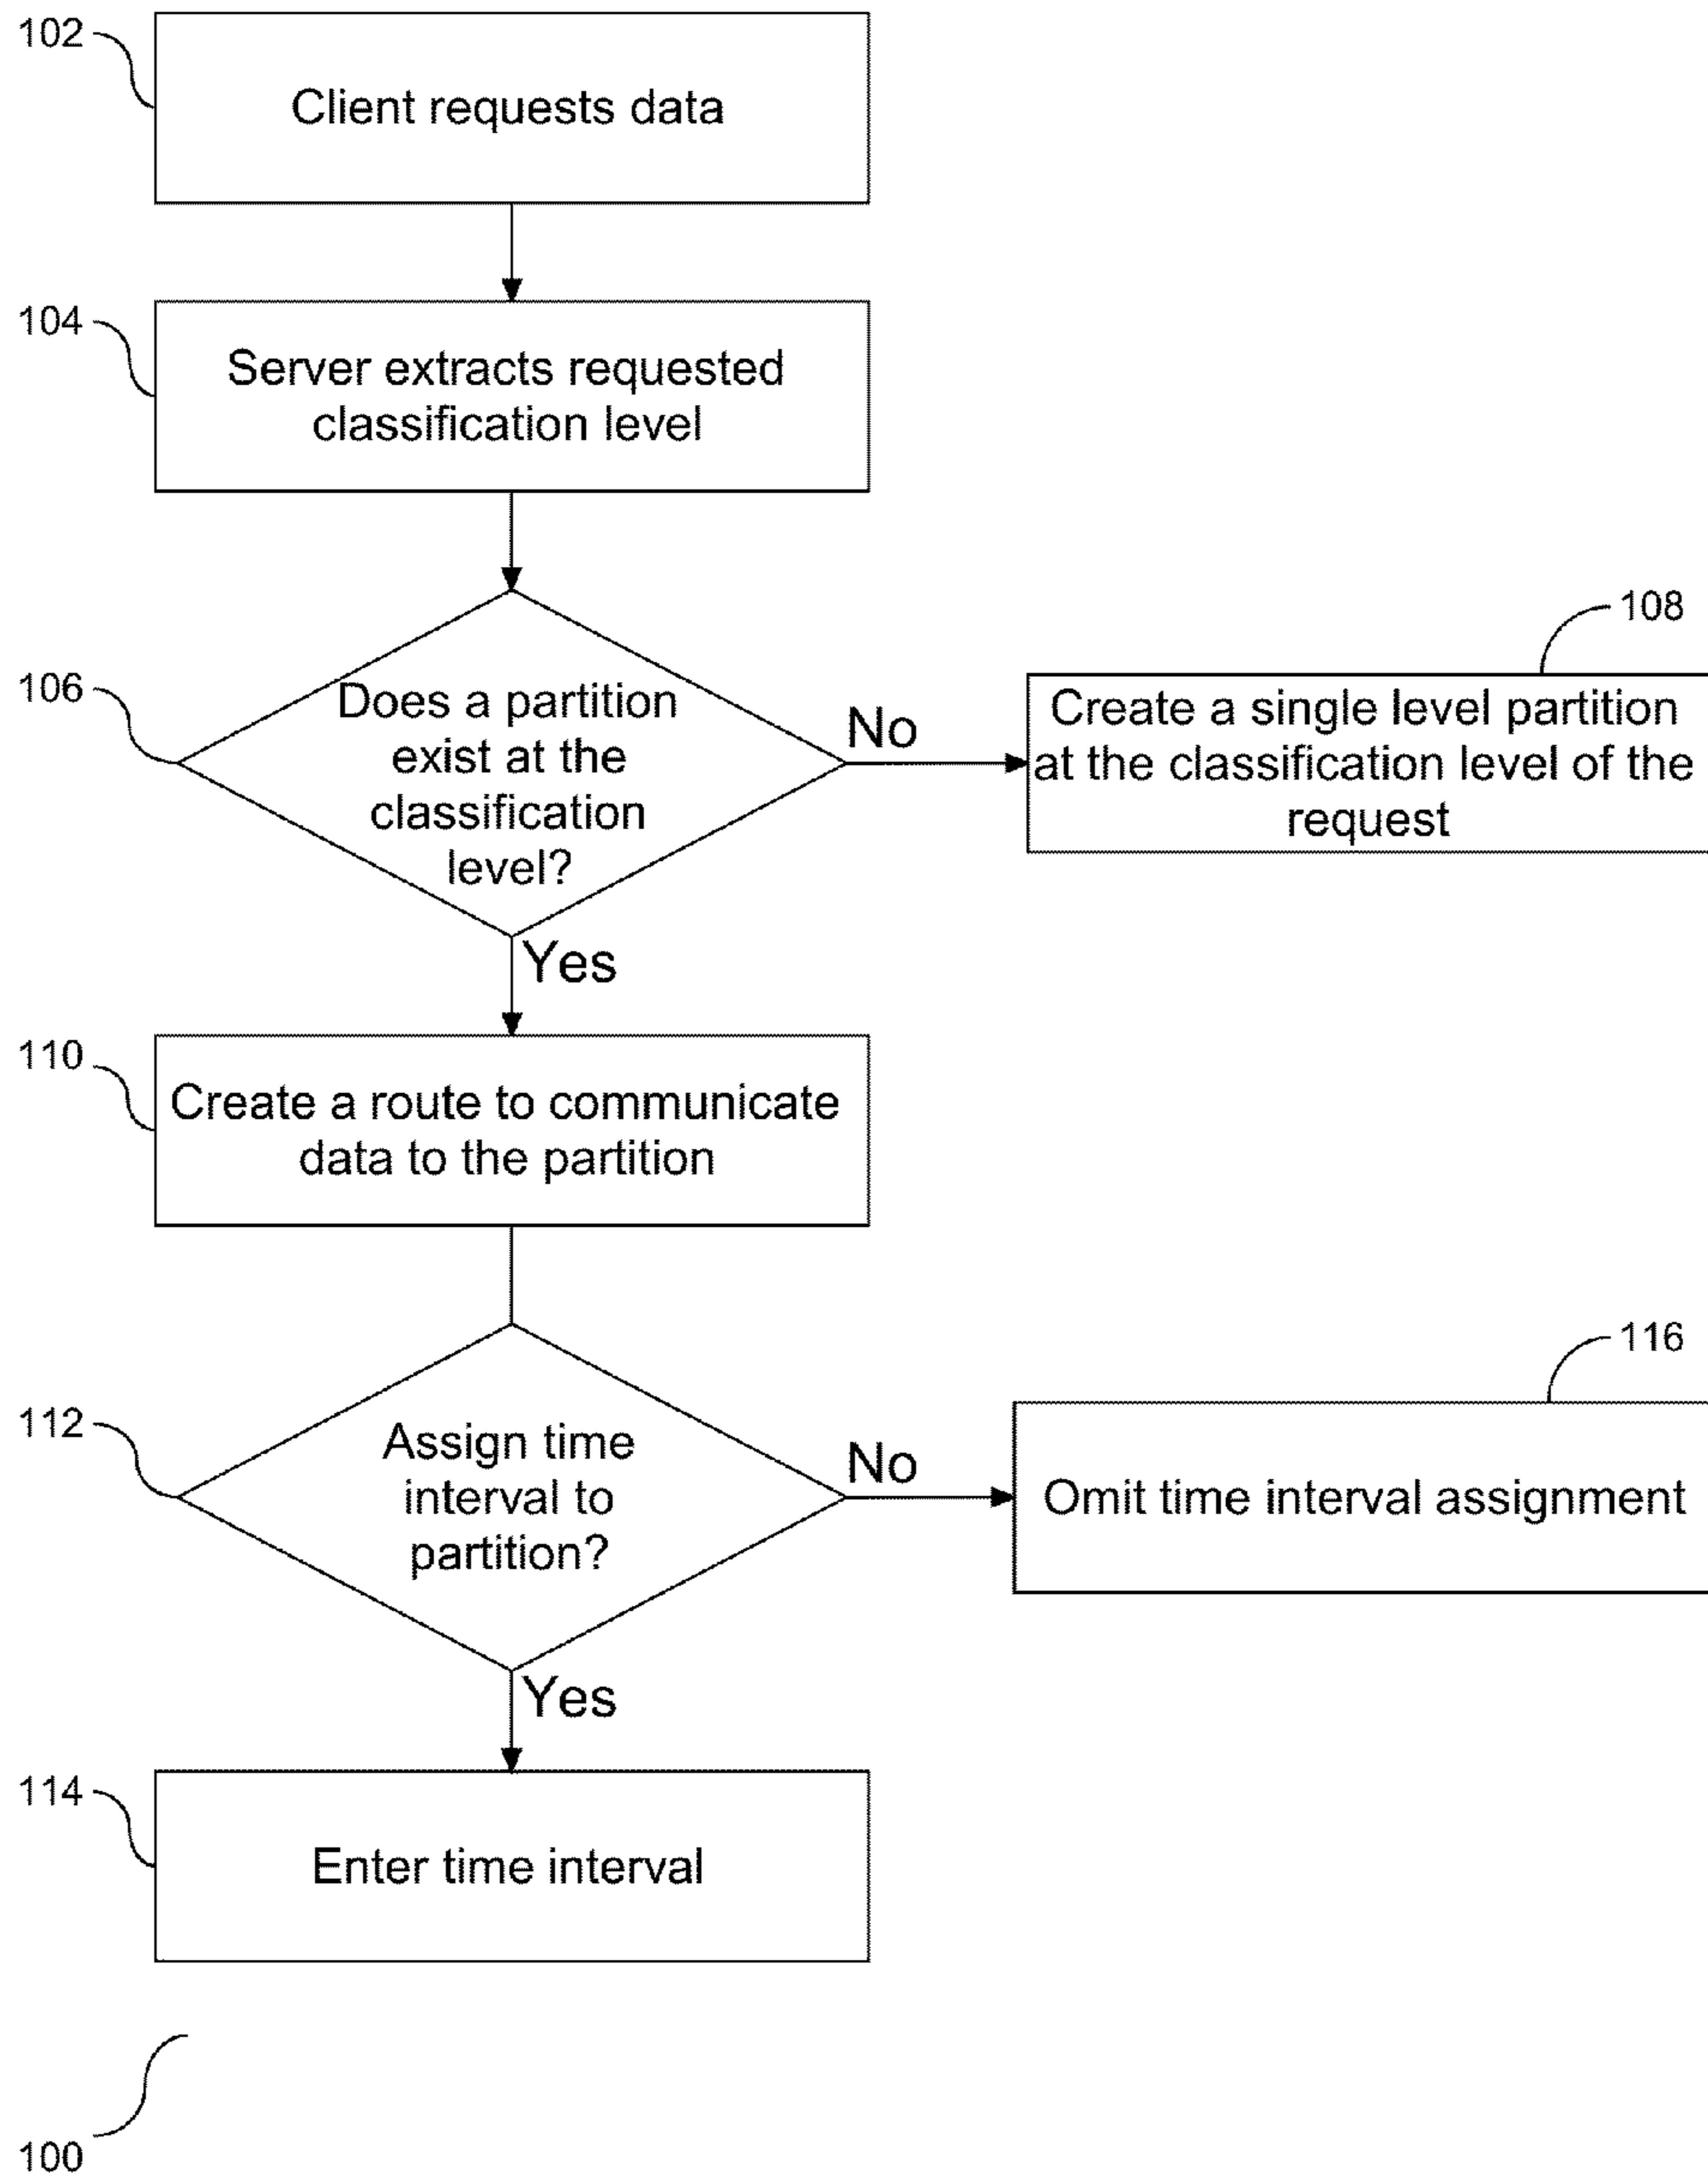 102
Client requests data
104
Server extracts requested
classification level
106
Does a partition
exist at the
classification
level?
No
108
Create a single level partition
at the classification level of the
request
Yes
110
Create a route to communicate
data to the partition
112
Assign time
interval to
partition?
No
116
Omit time interval assignment
Yes
114
Enter time interval
100